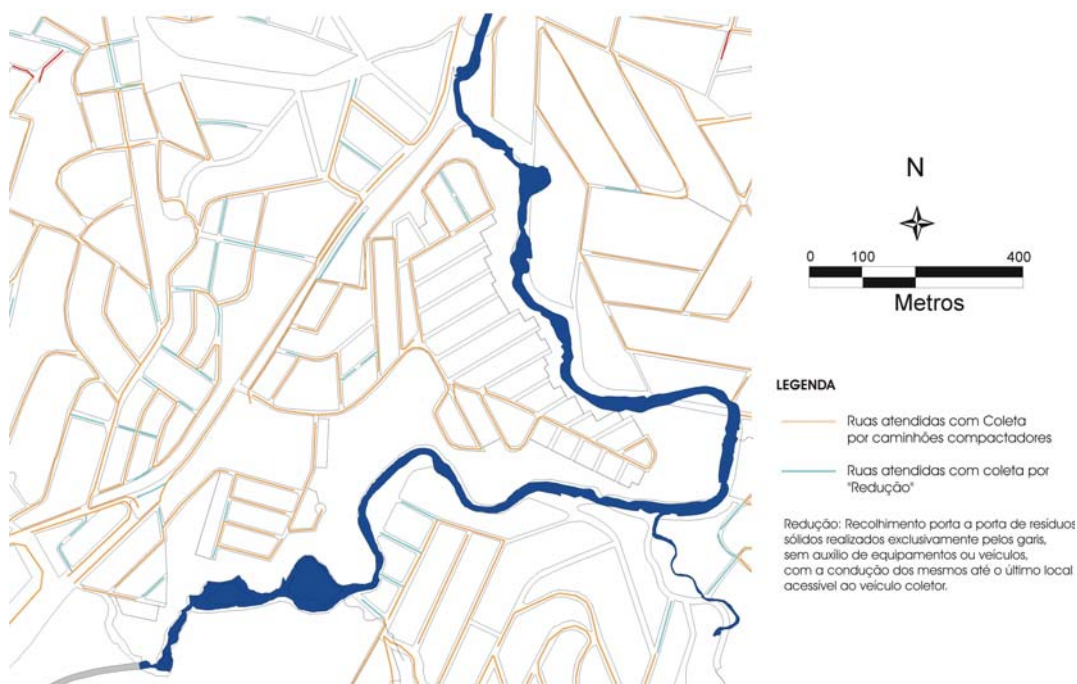 N
0 100 400
Metros
LEGENDA
Ruas atendidas com Coleta
por caminhões compactadores
Ruas atendidas com coleta por
"Redução"
Redução: Recolhimento porta a porta de resíduos
sólidos realizados exclusivamente pelos garis,
sem auxílio de equipamentos ou veículos,
com a condução dos mesmos até o último local
acessível ao veículo coletor.